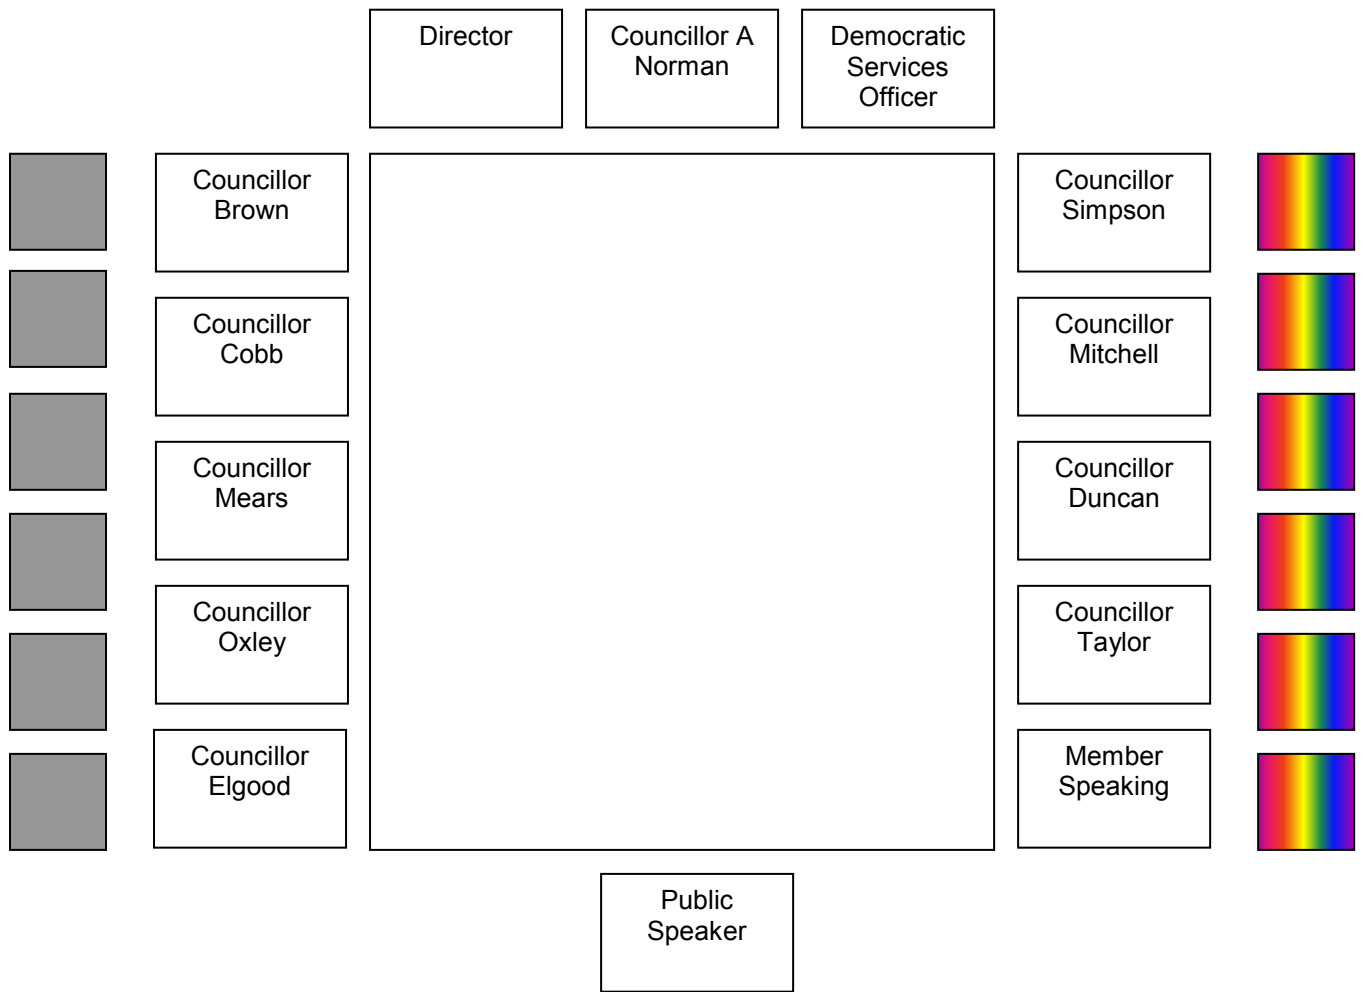 Director
Councillor A
Norman
Democratic
Services
Officer
Councillor
Brown
Councillor
Simpson
Councillor
Cobb
Councillor
Mitchell
Councillor
Mears
Councillor
Duncan
Councillor
Oxley
Councillor
Taylor
Councillor
Elgood
Member
Speaking
Public
Speaker